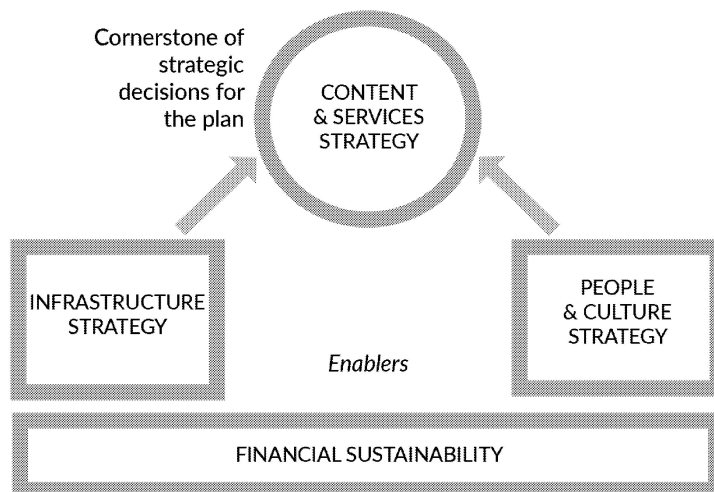 Cornerstone of
strategic
decisions for
the plan
CONTENT
& SERVICES
STRATEGY
INFRASTRUCTURE
STRATEGY
PEOPLE
& CULTURE
STRATEGY
Enablers
FINANCIAL SUSTAINABILITY